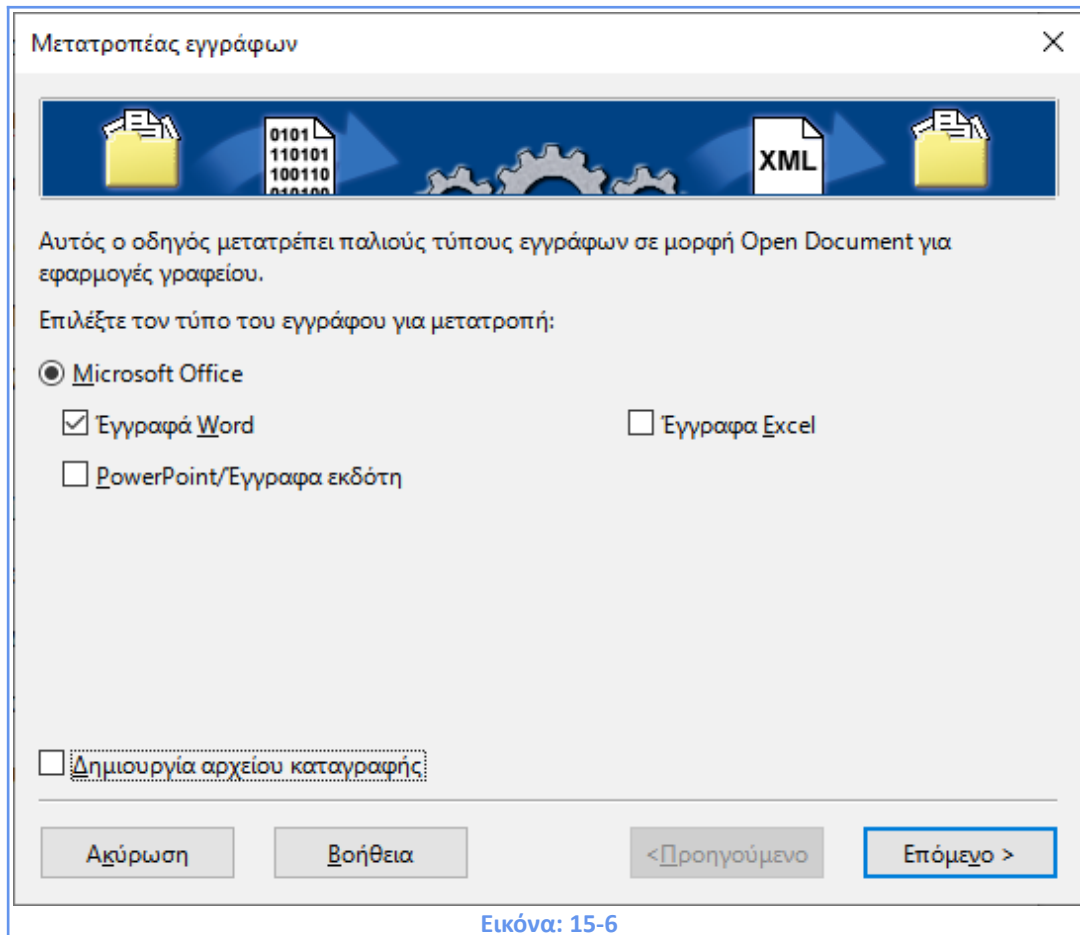 Μετατροπέας εγγράφων
0101
110101
100110
010100
XML
Αυτός ο οδηγός μετατρέπει παλιούς τύπους εγγράφων σε μορφή Open Document για
εφαρμογές γραφείου.
Επιλέξτε τον τύπο του εγγράφου για μετατροπή:
Microsoft Office
Έγγραφά Word
Έγγραφα Excel
PowerPoint/Έγγραφα εκδότη
Δημιουργία αρχείου καταγραφής
Ακύρωση
Βοήθεια
<Προηγούμενο
Επόμενο >
Εικόνα: 15-6